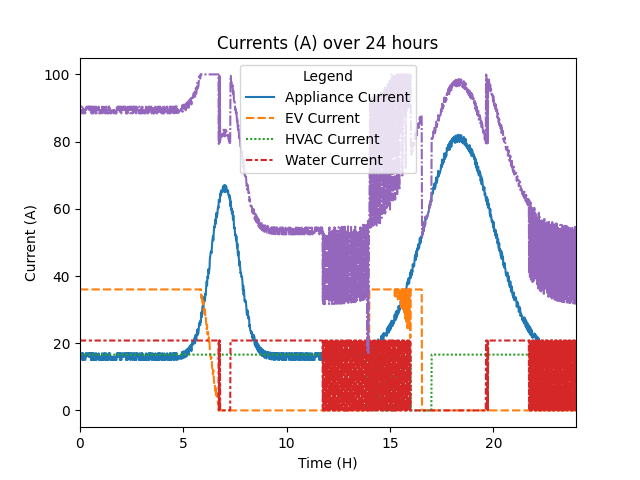 Currents (A) over 24 hours
Legend
Appliance Current
EV Current
HVAC Current
Water Current
100
80
60
40
20
0
Current (A)
0 5 10 15 20
Time (H)